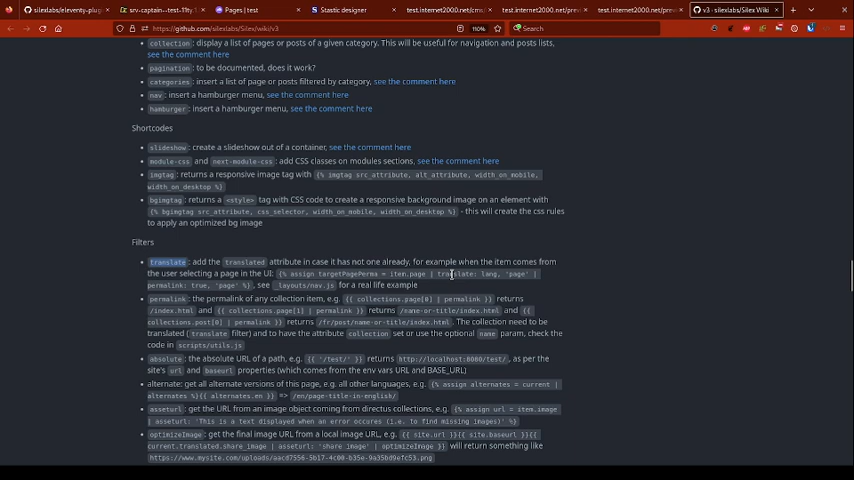 silexlabs/eleventy-plug
srv-captain--test-11ty
Pages | test
Stastic designer
test.internet2000.net/cms/
test.internet2000.net/prev
test.internet2000.net/prev
v3 · silexlabs/Silex Wiki
https://github.com/silexlabs/Silex/wiki/v3
110%
Search
collection: display a list of pages or posts of a given category. This will be useful for navigation and posts lists,
see the comment here
pagination: to be documented, does it work?
categories: insert a list of page or posts filtered by category, see the comment here
nav: insert a hamburger menu, see the comment here
hamburger: insert a hamburger menu, see the comment here
Shortcodes
slideshow: create a slideshow out of a container, see the comment here
module-css and next-module-css: add CSS classes on modules sections, see the comment here
imgtag: returns a responsive image tag with {% imgtag src_attribute, alt_attribute, width_on_mobile,
width_on_desktop %}
bgimgtag: returns a <style> tag with CSS code to create a responsive background image on an element with
{% bgimgtag src_attribute, css_selector, width_on_mobile, width_on_desktop %} - this will create the css rules
to apply an optimized bg image
Filters
translate: add the translated attribute in case it has not one already, for example when the item comes from
the user selecting a page in the UI: {% assign targetPagePerma = item.page | translate: lang, 'page' |
permalink: true, 'page' %}, see _layouts/nav.js for a real life example
permalink: the permalink of any collection item, e.g. {{ collections.page[0] | permalink }} returns
/index.html and {{ collections.page[1] | permalink }} returns /name-or-title/index.html and {{
collections.post[0] | permalink }} returns /fr/post/name-or-title/index.html. The collection need to be
translated (translate filter) and to have the attribute collection set or use the optional name param, check the
code in scripts/utils.js
absolute: the absolute URL of a path, e.g. {{ '/test/' }} returns http://localhost:8080/test/, as per the
site's url and baseurl properties (which comes from the env vars URL and BASE_URL)
alternate: get all alternate versions of this page, e.g. all other languages, e.g. {% assign alternates = current |
alternates %}{{ alternates.en }} => /en/page-title-in-english/
asseturl: get the URL from an image object coming from directus collections, e.g. {% assign url = item.image
| asseturl: 'This is a text displayed when an error occures (i.e. to find missing images)' %}
optimizeImage: get the final image URL from a local image URL, e.g. {{ site.url }}{{ site.baseurl }}{{
current.translated.share_image | asseturl: 'share image' | optimizeImage }} will return something like
https://www.mysite.com/uploads/eacd7556-5b17-4c00-b35e-9a35bd9efc53.png